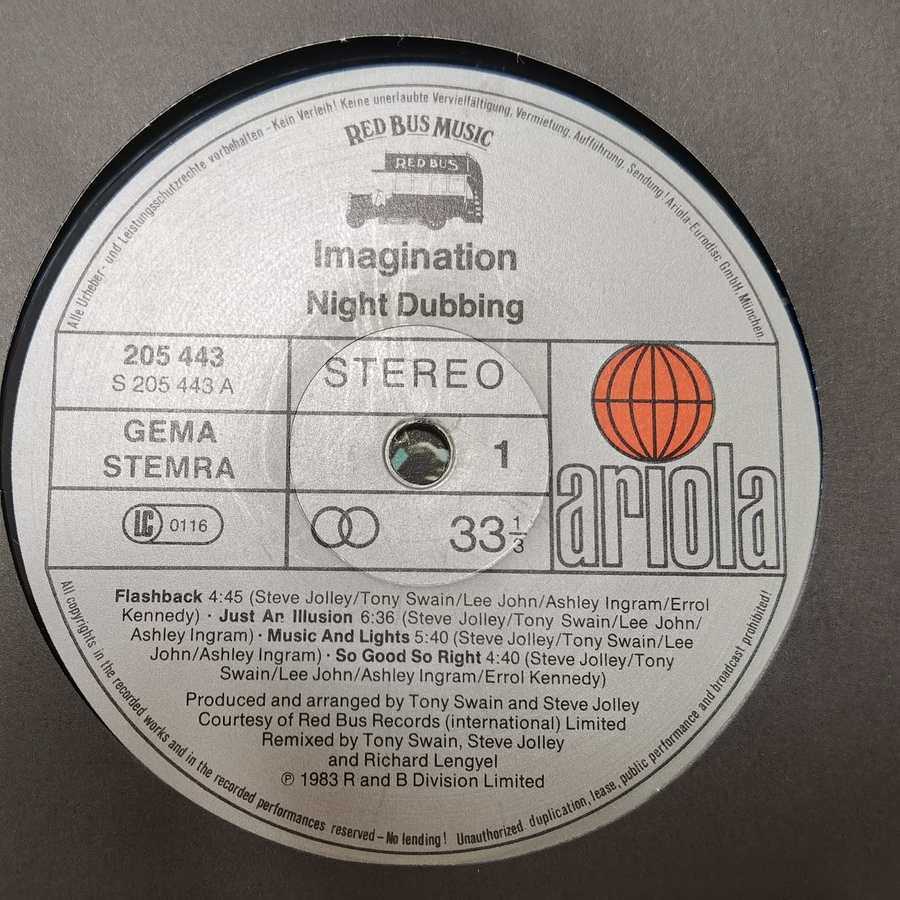 Alle Urheber- und Leistungsschutzrechte vorbehalten – Kein Verleih! Keine unerlaubte Vervielfältigung, Vermietung, Aufführung, Sendung! Ariola-Eurodisc GmbH, München.
RED BUS MUSIC
RED BUS
Imagination
Night Dubbing
205 443
S 205 443 A
STEREO
GEMA
STEMRA
1
LC 0116
33 1/3
ariola
Flashback 4:45 (Steve Jolley/Tony Swain/Lee John/Ashley Ingram/Errol
Kennedy) · Just An Illusion 6:36 (Steve Jolley/Tony Swain/Lee John/
Ashley Ingram) · Music And Lights 5:40 (Steve Jolley/Tony Swain/Lee
John/Ashley Ingram) · So Good So Right 4:40 (Steve Jolley/Tony
Swain/Lee John/Ashley Ingram/Errol Kennedy)
Produced and arranged by Tony Swain and Steve Jolley
Courtesy of Red Bus Records (international) Limited
Remixed by Tony Swain, Steve Jolley
and Richard Lengyel
℗ 1983 R and B Division Limited
All copyrights in the recorded works and in the recorded performances reserved – No lending! Unauthorized duplication, lease, public performance and broadcast prohibited!